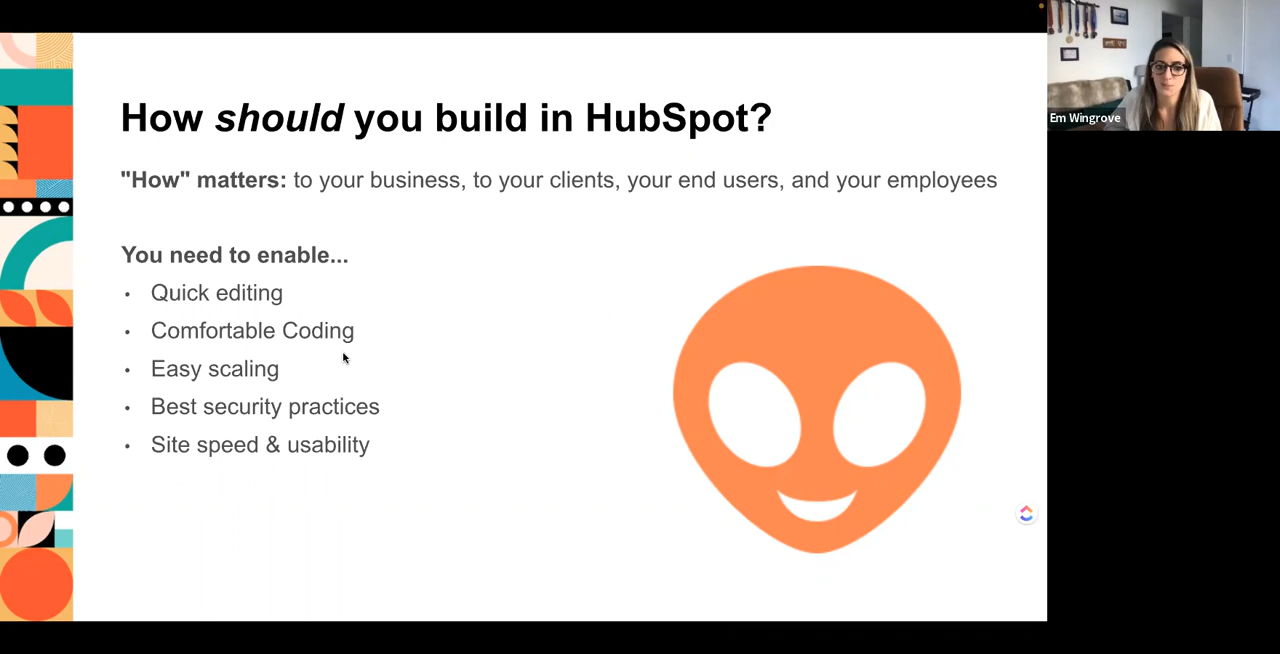 How should you build in HubSpot?
"How" matters: to your business, to your clients, your end users, and your employees
You need to enable...
• Quick editing
• Comfortable Coding
• Easy scaling
• Best security practices
• Site speed & usability
Em Wingrove